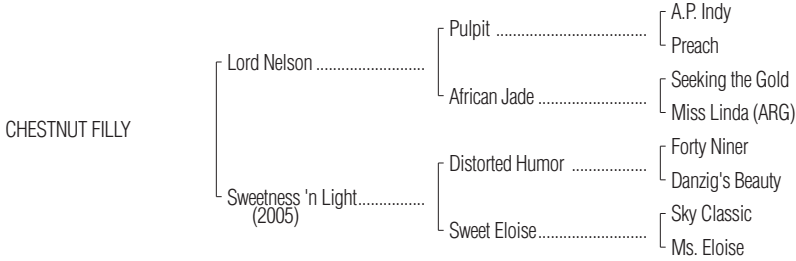 A.P. Indy
Pulpit ....................................
Preach
Lord Nelson ..........................
Seeking the Gold
African Jade ..........................
Miss Linda (ARG)
CHESTNUT FILLY
Forty Niner
Distorted Humor ..................
Danzig's Beauty
Sweetness 'n Light................
(2005)
Sky Classic
Sweet Eloise..........................
Ms. Eloise